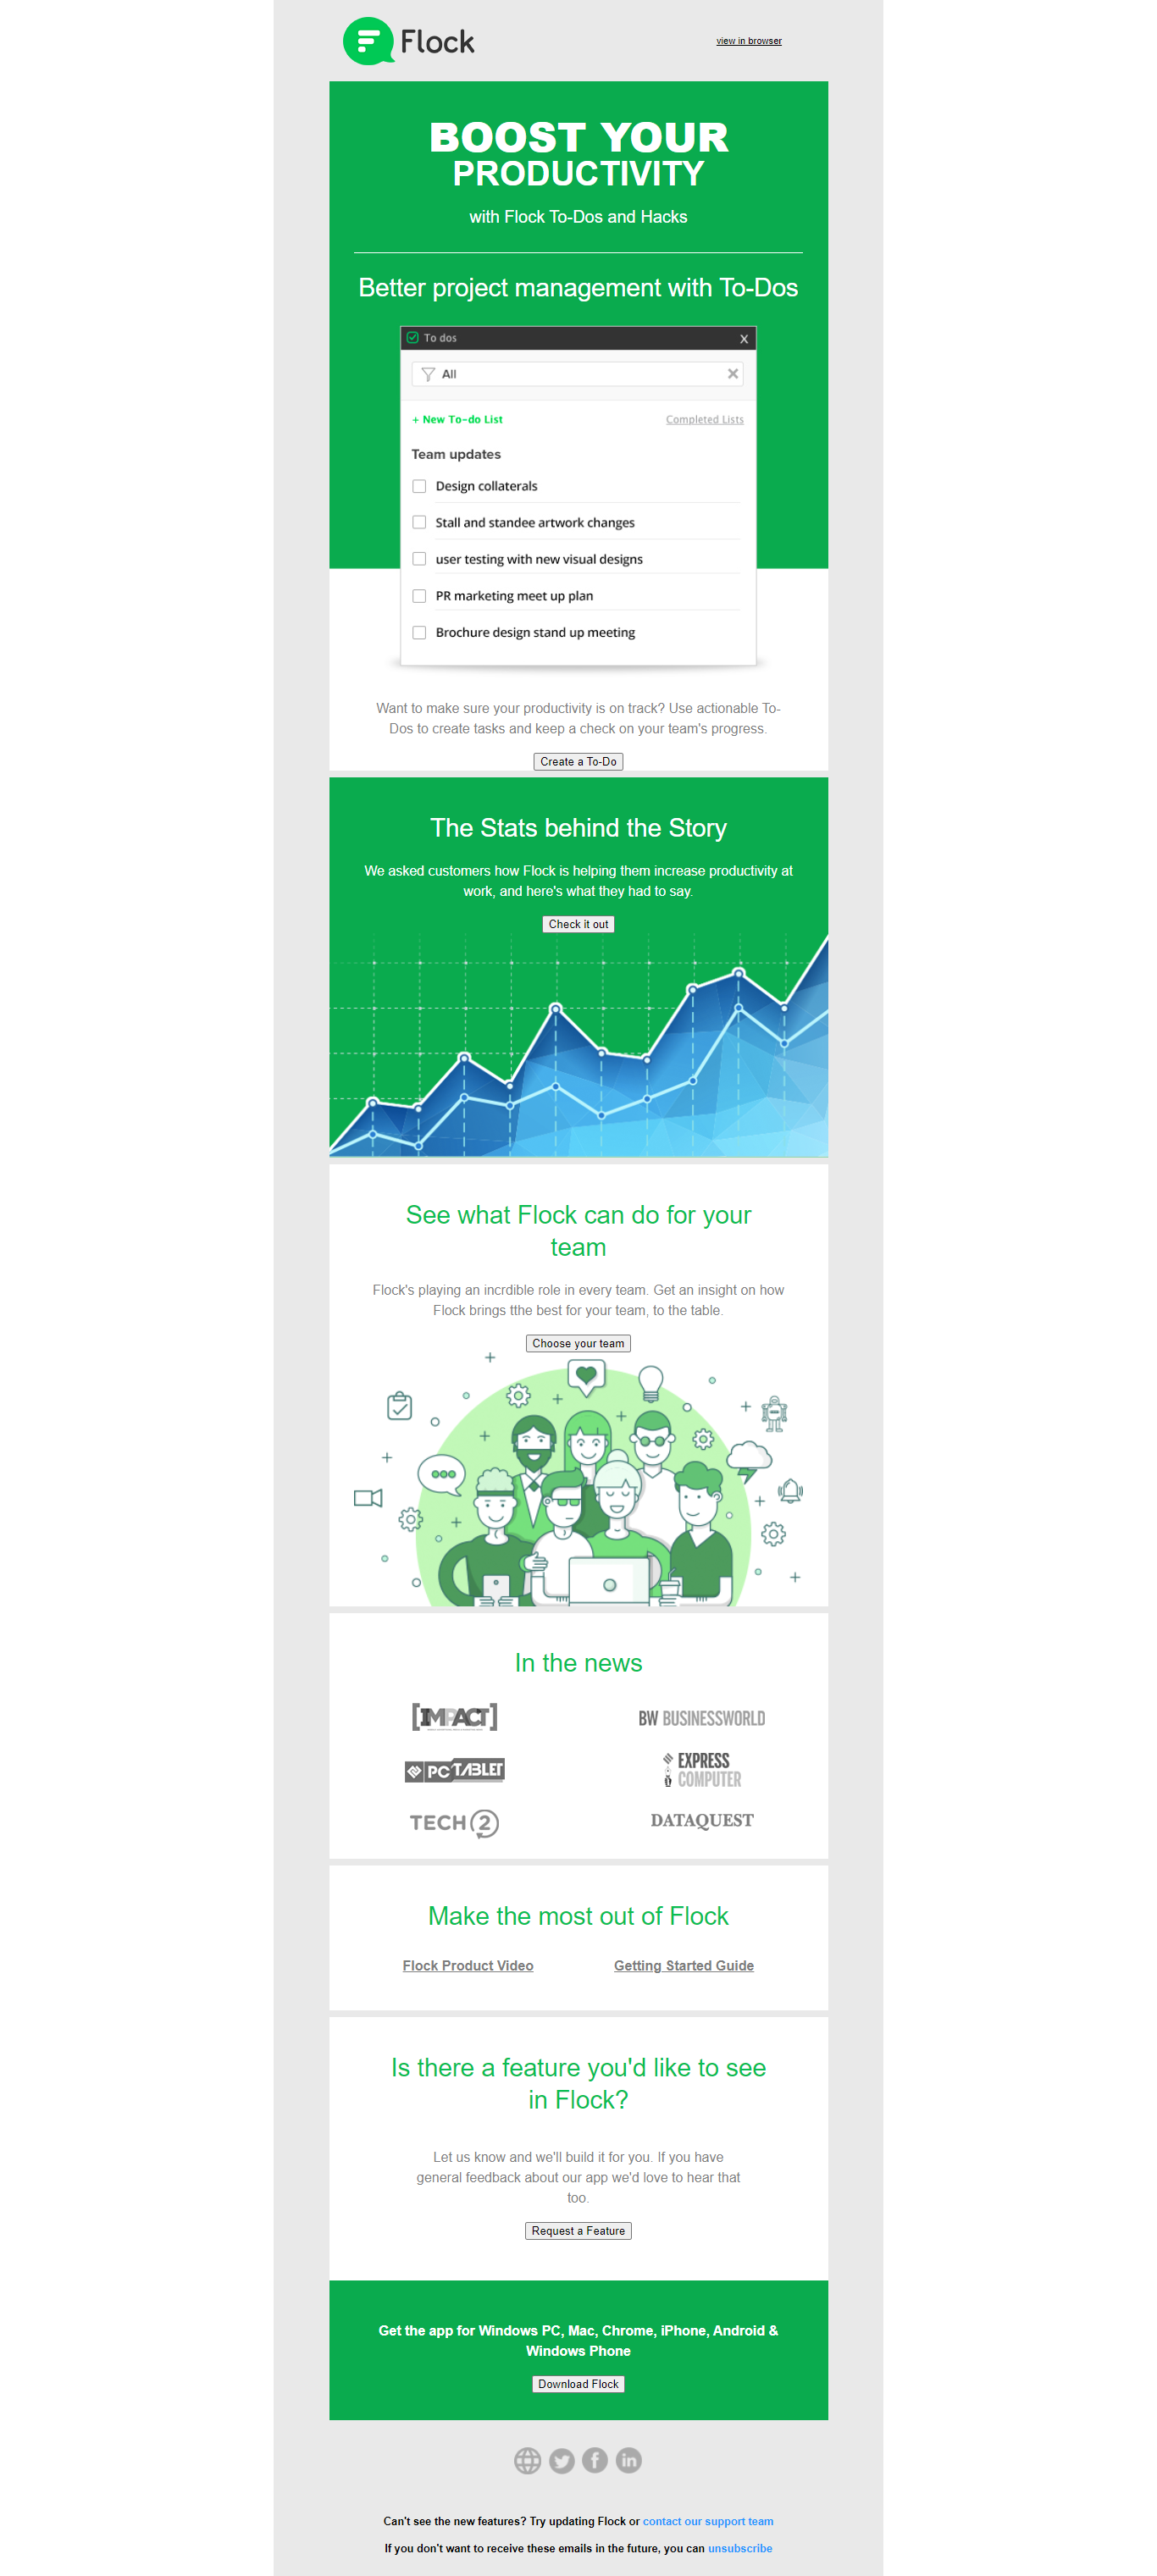 Flock
view in browser
BOOST YOUR
PRODUCTIVITY
with Flock To-Dos and Hacks
Better project management with To-Dos
To dos
X
All
+ New To-do List
Completed Lists
Team updates
Design collaterals
Stall and standee artwork changes
user testing with new visual designs
PR marketing meet up plan
Brochure design stand up meeting
Want to make sure your productivity is on track? Use actionable To-
Dos to create tasks and keep a check on your team's progress.
Create a To-Do
The Stats behind the Story
We asked customers how Flock is helping them increase productivity at
work, and here's what they had to say.
Check it out
See what Flock can do for your
team
Flock's playing an incrdible role in every team. Get an insight on how
Flock brings tthe best for your team, to the table.
Choose your team
In the news
[IMPACT]
BW BUSINESSWORLD
PC TABLET
EXPRESS
COMPUTER
TECH 2
DATAQUEST
Make the most out of Flock
Flock Product Video
Getting Started Guide
Is there a feature you'd like to see
in Flock?
Let us know and we'll build it for you. If you have
general feedback about our app we'd love to hear that
too.
Request a Feature
Get the app for Windows PC, Mac, Chrome, iPhone, Android &
Windows Phone
Download Flock
Can't see the new features? Try updating Flock or contact our support team
If you don't want to receive these emails in the future, you can unsubscribe